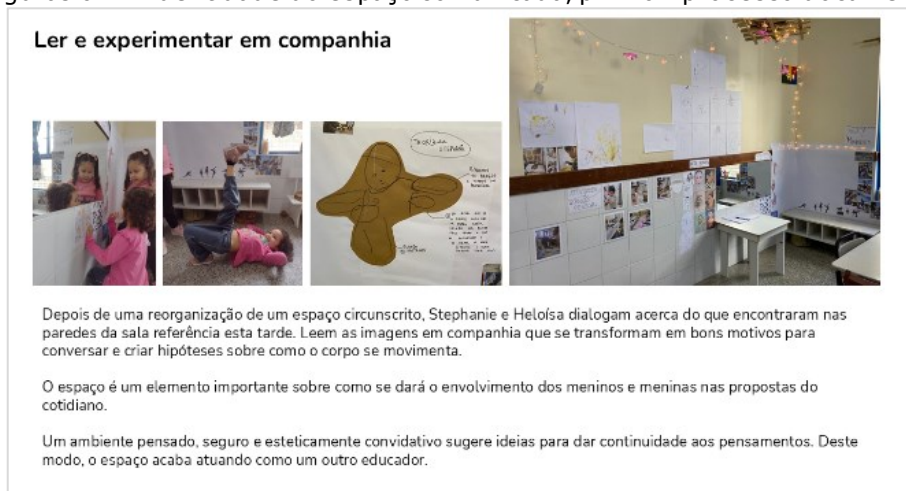 Ler e experimentar em companhia
Depois de uma reorganização de um espaço circunscrito, Stephanie e Heloísa dialogam acerca do que encontraram nas
paredes da sala referência esta tarde. Leem as imagens em companhia que se transformam em bons motivos para
conversar e criar hipóteses sobre como o corpo se movimenta.
O espaço é um elemento importante sobre como se dará o envolvimento dos meninos e meninas nas propostas do
cotidiano.
Um ambiente pensado, seguro e esteticamente convidativo sugere ideias para dar continuidade aos pensamentos. Deste
modo, o espaço acaba atuando como um outro educador.